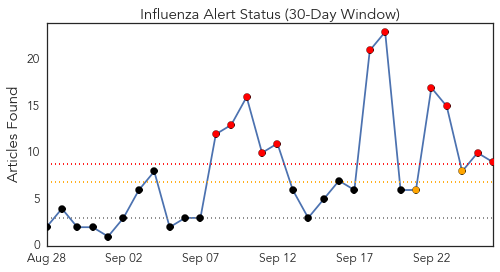 Influenza Alert Status (30-Day Window)
Articles Found
20
15
10
5
0
Aug 28
Sep 02
Sep 07
Sep 12
Sep 17
Sep 22